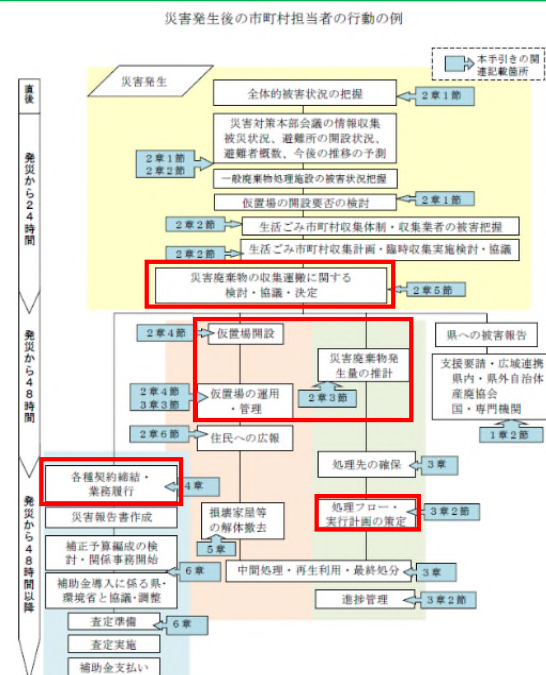 災害発生後の市町村担当者の行動の例
本手引きの関
連記載箇所
直後
災害発生
全体的被害状況の把握
2章1節
災害対策本部会議の情報収集
被災状況、避難所の開設状況、
避難者概数、今後の推移の予測
2章1節
2章2節
一般廃棄物処理施設の被害状況把握
発災から24時間
仮置場の開設要否の検討
2章1節
2章2節
生活ごみ市町村収集体制・収集業者の被害把握
2章2節
生活ごみ市町村収集計画・臨時収集実施検討・協議
災害廃棄物の収集運搬に関する
検討・協議・決定
2章5節
発災から48時間
2章4節
仮置場開設
災害廃棄物発
生量の推計
2章3節
県への被害報告
支援要請・広域連携
県内・県外自治体
産廃協会
国・専門機関
1章2節
2章4節
3章3節
仮置場の運用
・管理
2章6節
住民への広報
発災から48時間以降
各種契約締結・
業務履行
4章
処理先の確保
3章
災害報告書作成
損壊家屋等
の解体撤去
5章
処理フロー・
実行計画の策定
3章2節
補正予算編成の検
討・関係事務開始
6章
補助金導入に係る県・
環境省と協議・調整
中間処理・再生利用・最終処分
3章
進捗管理
3章2節
査定準備
6章
査定実施
補助金支払い